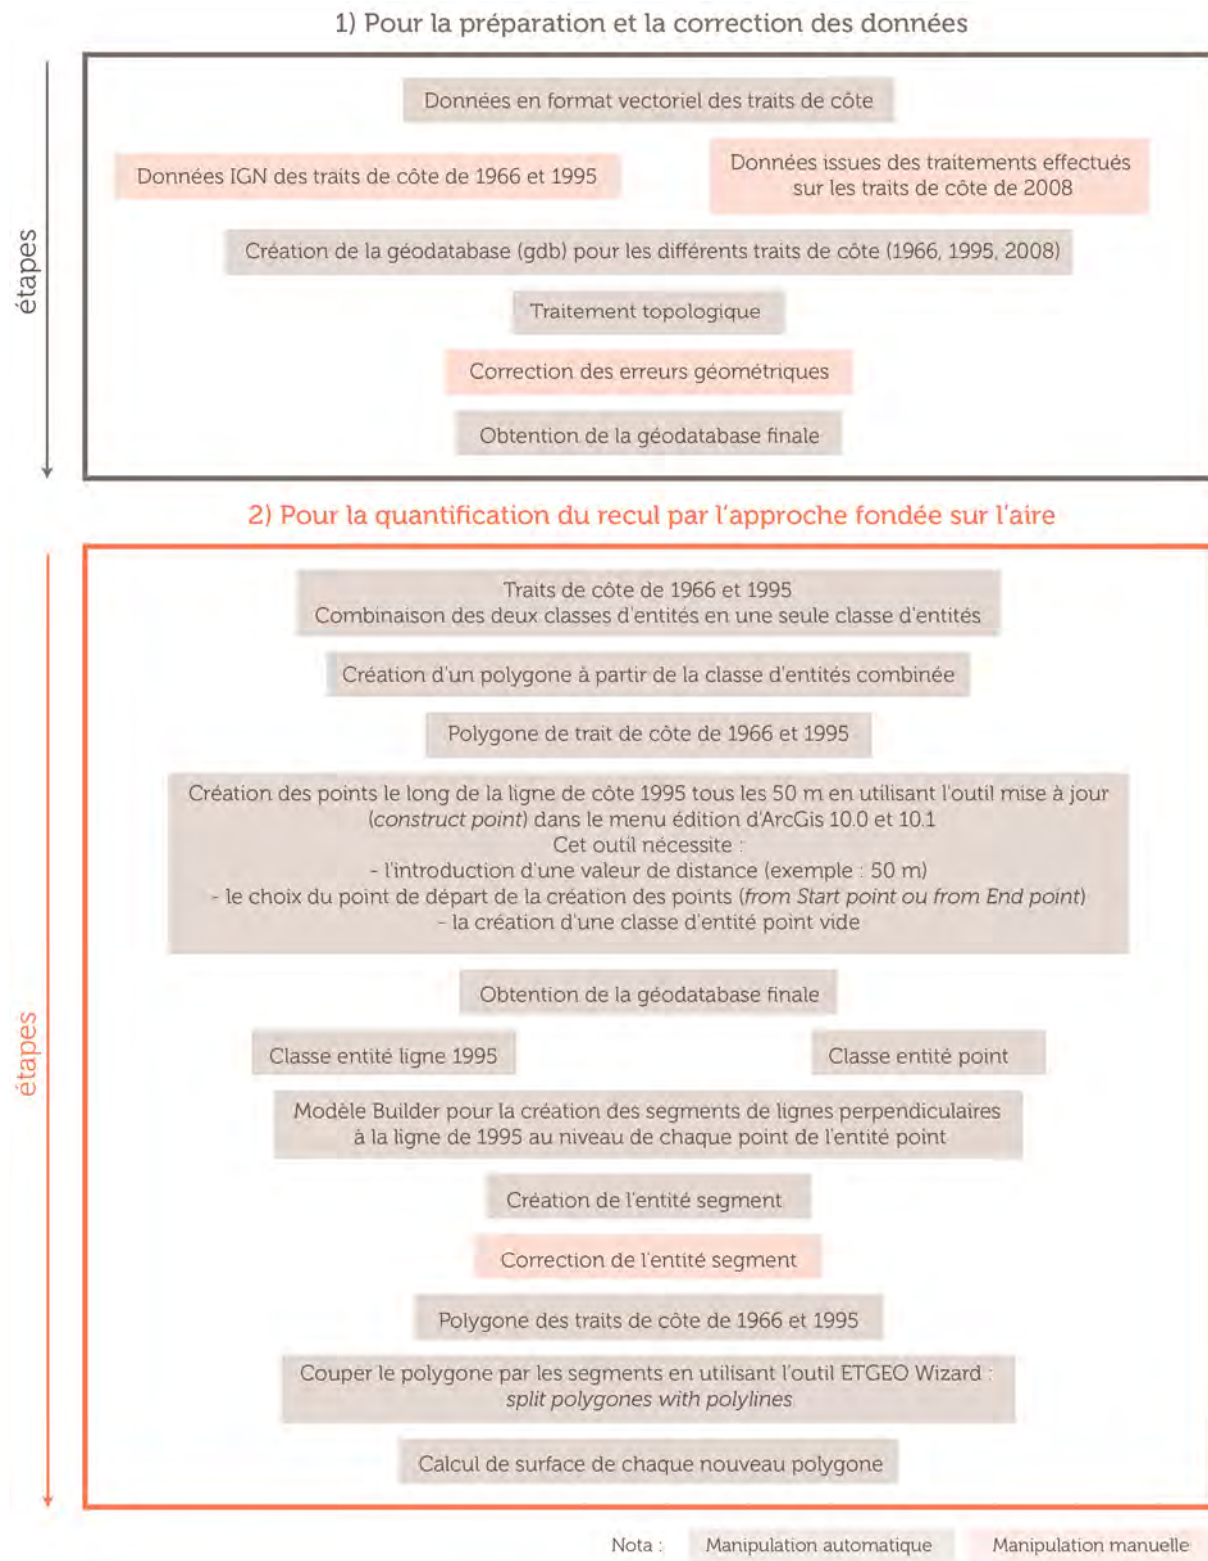 1) Pour la préparation et la correction des données
étapes
Données en format vectoriel des traits de côte
Données IGN des traits de côte de 1966 et 1995
Données issues des traitements effectués
sur les traits de côte de 2008
Création de la géodatabase (gdb) pour les différents traits de côte (1966, 1995, 2008)
Traitement topologique
Correction des erreurs géométriques
Obtention de la géodatabase finale
2) Pour la quantification du recul par l'approche fondée sur l'aire
étapes
Traits de côte de 1966 et 1995
Combinaison des deux classes d'entités en une seule classe d'entités
Création d'un polygone à partir de la classe d'entités combinée
Polygone de trait de côte de 1966 et 1995
Création des points le long de la ligne de côte 1995 tous les 50 m en utilisant l'outil mise à jour
(construct point) dans le menu édition d'ArcGis 10.0 et 10.1
Cet outil nécessite :
- l'introduction d'une valeur de distance (exemple : 50 m)
- le choix du point de départ de la création des points (from Start point ou from End point)
- la création d'une classe d'entité point vide
Obtention de la géodatabase finale
Classe entité ligne 1995
Classe entité point
Modèle Builder pour la création des segments de lignes perpendiculaires
à la ligne de 1995 au niveau de chaque point de l'entité point
Création de l'entité segment
Correction de l'entité segment
Polygone des traits de côte de 1966 et 1995
Couper le polygone par les segments en utilisant l'outil ETGEO Wizard :
split polygones with polylines
Calcul de surface de chaque nouveau polygone
Nota :
Manipulation automatique
Manipulation manuelle